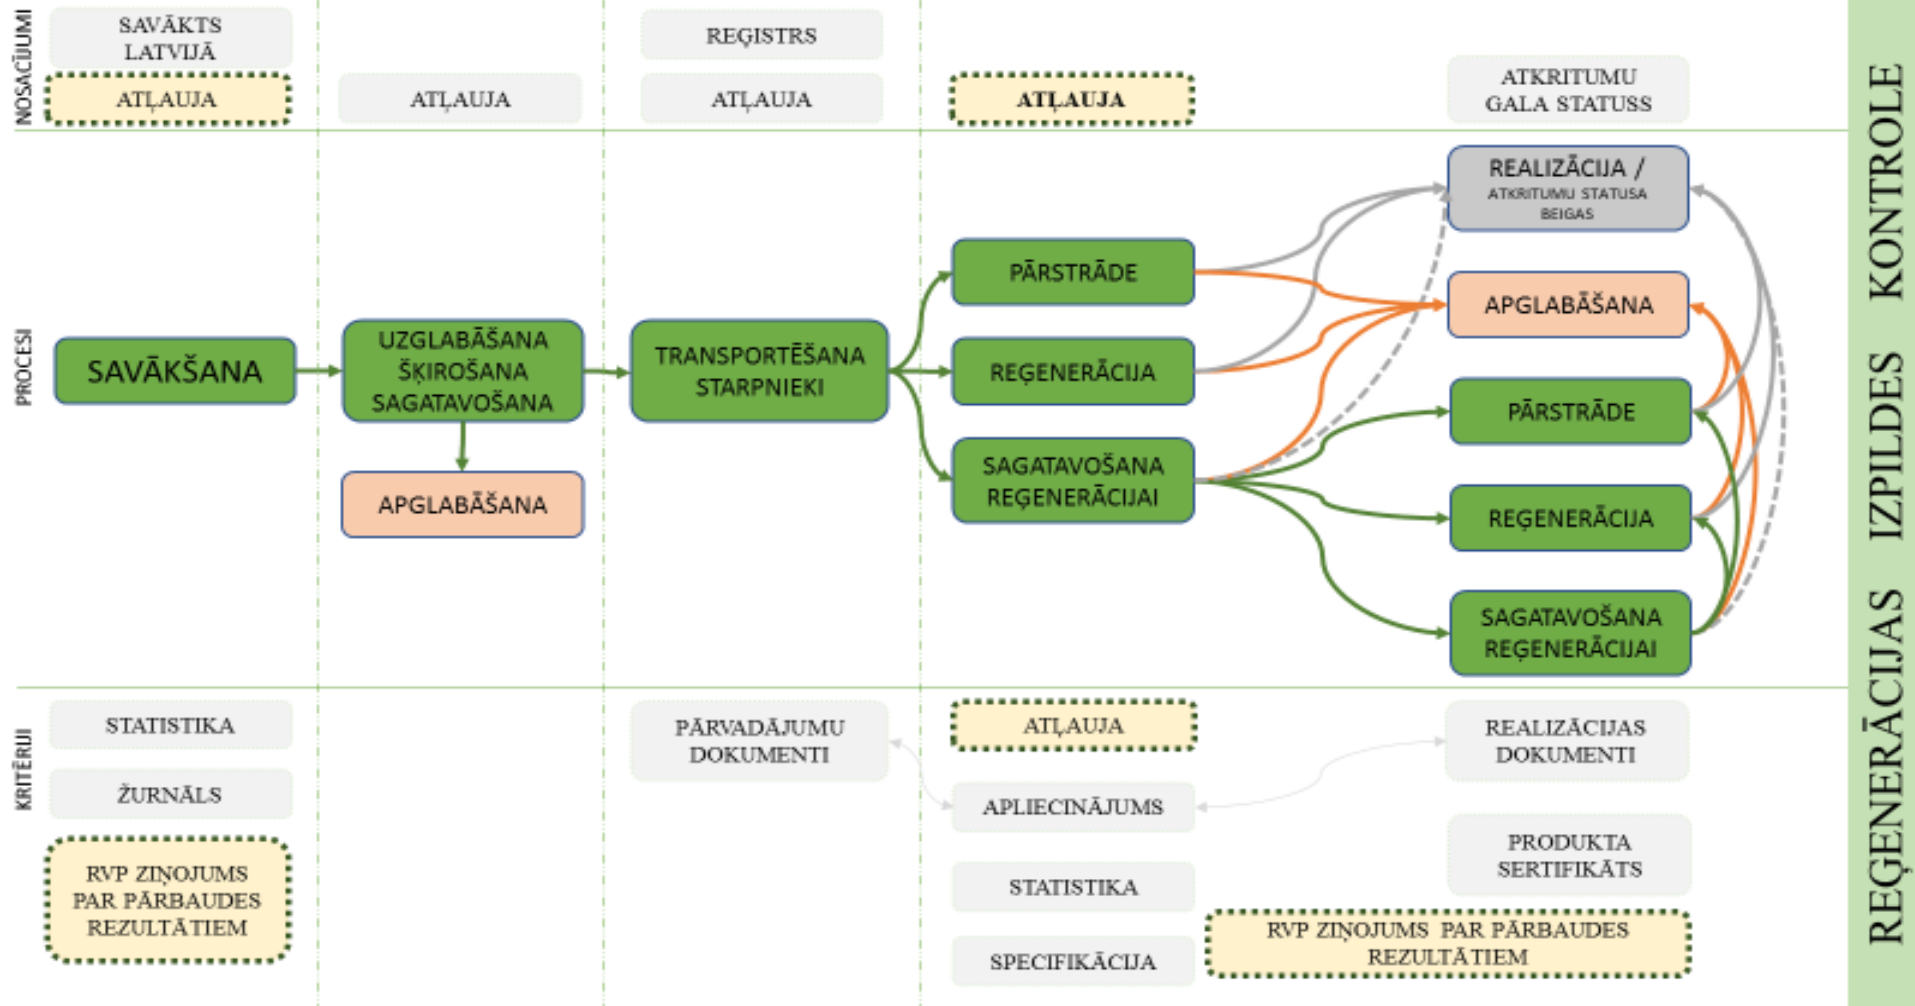 NOSACĪJUMI
SAVĀKTS
LATVIJĀ
ATĻAUJA
ATĻAUJA
REĢISTRS
ATĻAUJA
ATĻAUJA
ATKRITUMU
GALA STATUSS
PROCESI
SAVĀKŠANA
UZGLABĀŠANA
ŠĶIROŠANA
SAGATAVOŠANA
APGLABĀŠANA
TRANSPORTĒŠANA
STARPNIEKI
PĀRSTRĀDE
REĢENERĀCIJA
SAGATAVOŠANA
REĢENERĀCIJAI
REALIZĀCIJA /
ATKRITUMU STATUSA
BEIGAS
APGLABĀŠANA
PĀRSTRĀDE
REĢENERĀCIJA
SAGATAVOŠANA
REĢENERĀCIJAI
KRITĒRIJI
STATISTIKA
ŽURNĀLS
RVP ZIŅOJUMS
PAR PĀRBAUDES
REZULTĀTIEM
PĀRVADĀJUMU
DOKUMENTI
ATĻAUJA
APLIECINĀJUMS
STATISTIKA
SPECIFIKĀCIJA
REALIZĀCIJAS
DOKUMENTI
PRODUKTA
SERTIFIKĀTS
RVP ZIŅOJUMS PAR PĀRBAUDES
REZULTĀTIEM
REĢENERĀCIJAS IZPILDES KONTROLE